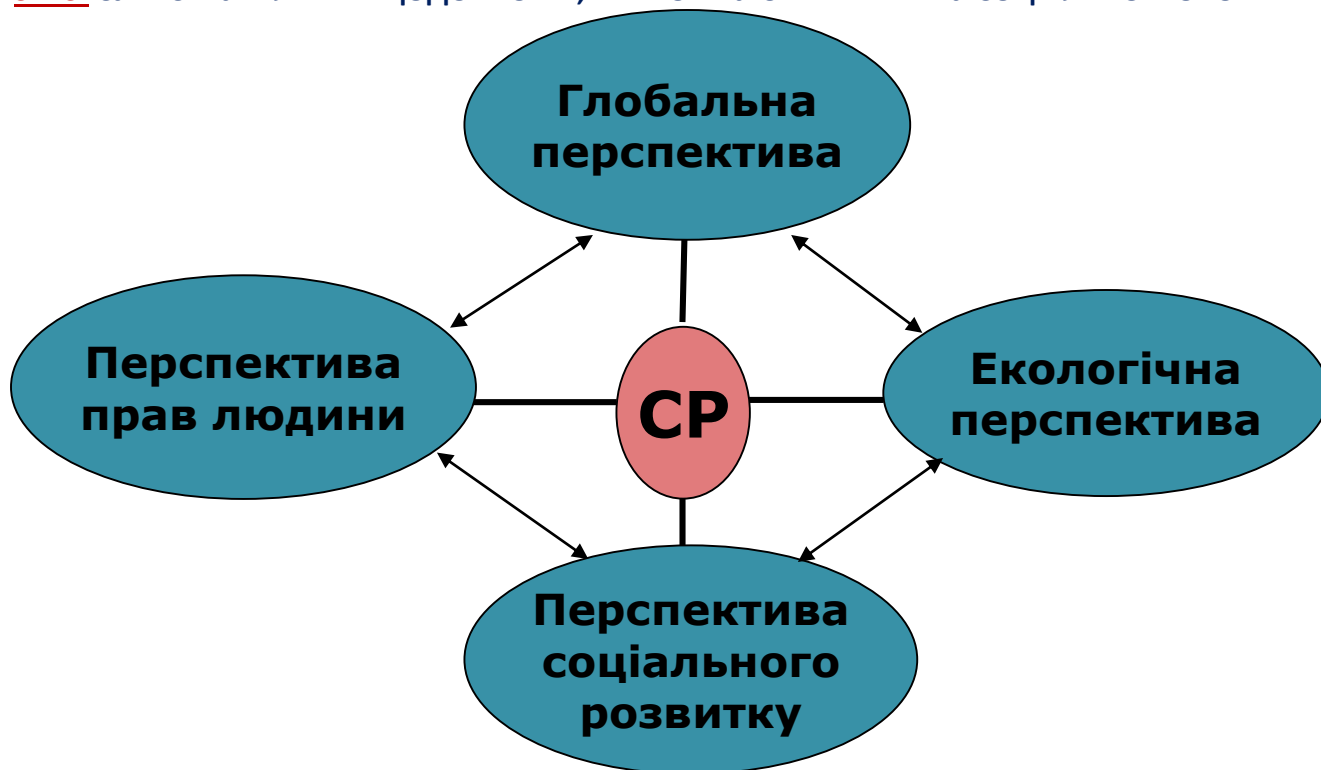 Глобальна
перспектива
Перспектива
прав людини
СР
Екологічна
перспектива
Перспектива
соціального
розвитку